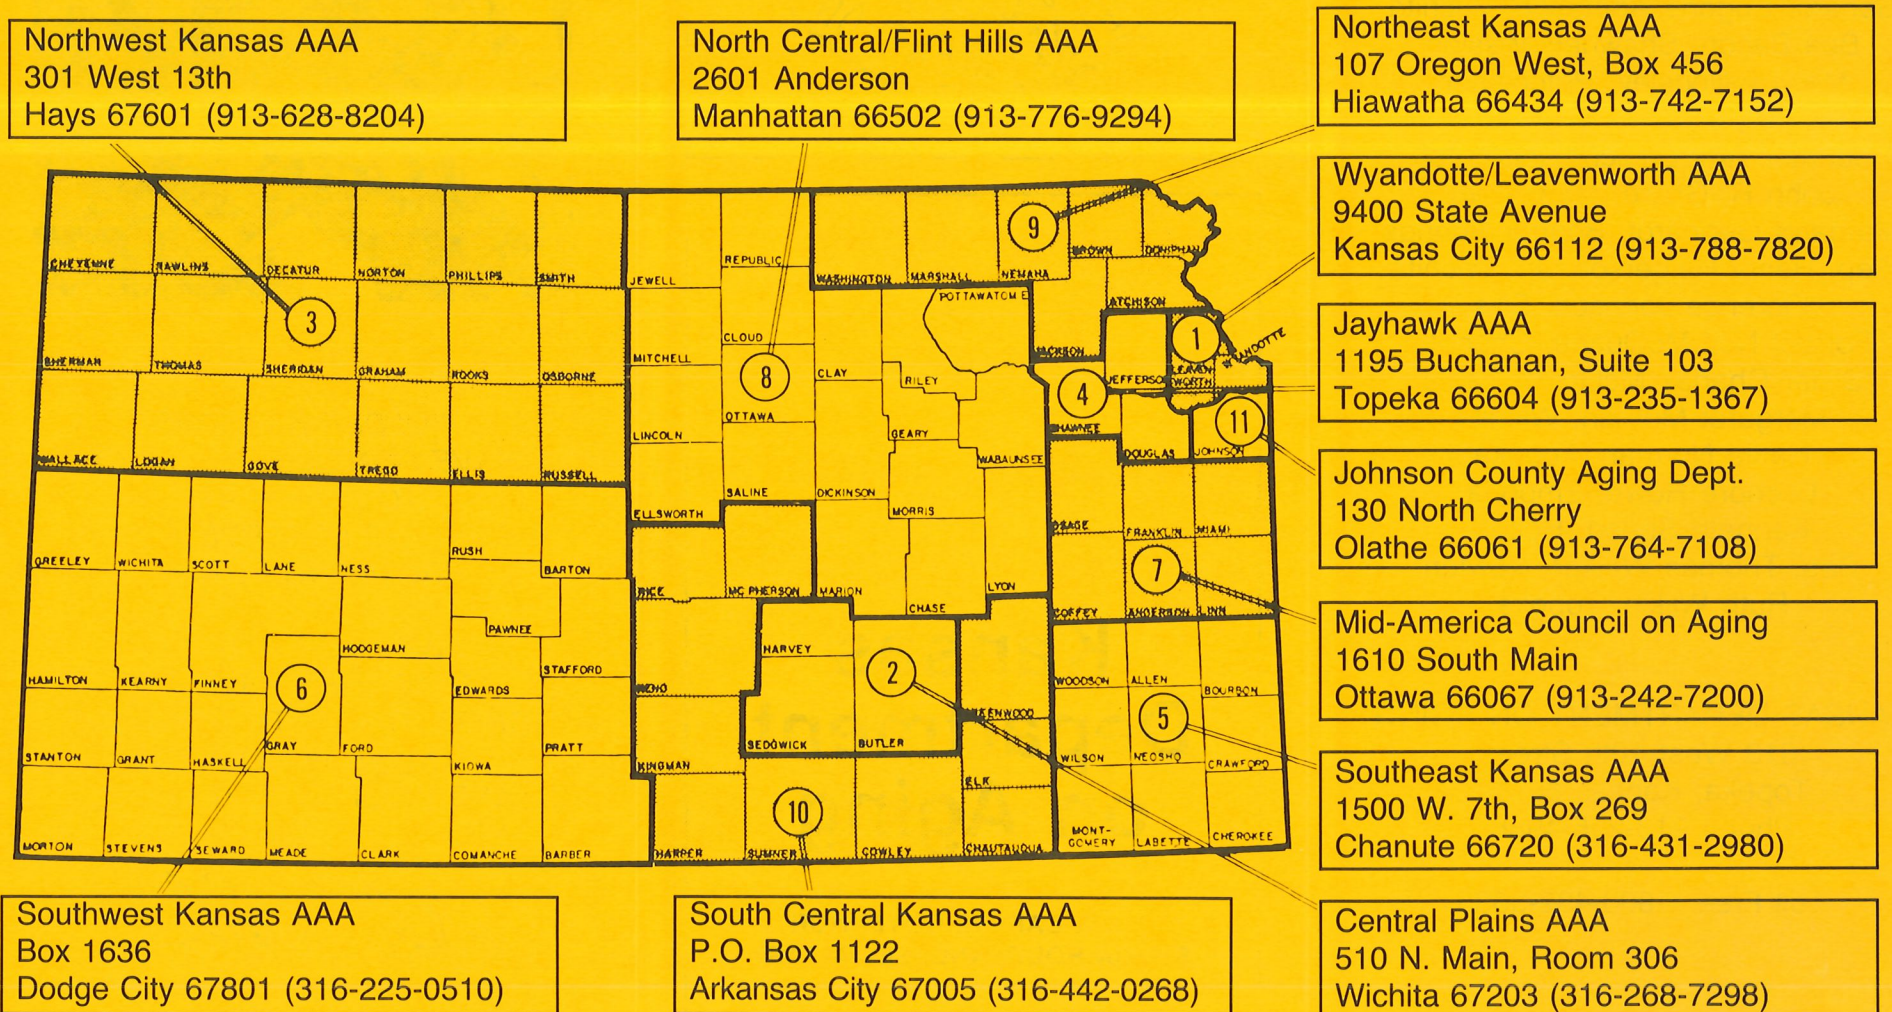 Northwest Kansas AAA
301 West 13th
Hays 67601 (913-628-8204)
North Central/Flint Hills AAA
2601 Anderson
Manhattan 66502 (913-776-9294)
Northeast Kansas AAA
107 Oregon West, Box 456
Hiawatha 66434 (913-742-7152)
Wyandotte/Leavenworth AAA
9400 State Avenue
Kansas City 66112 (913-788-7820)
Jayhawk AAA
1195 Buchanan, Suite 103
Topeka 66604 (913-235-1367)
Johnson County Aging Dept.
130 North Cherry
Olathe 66061 (913-764-7108)
Mid-America Council on Aging
1610 South Main
Ottawa 66067 (913-242-7200)
Southeast Kansas AAA
1500 W. 7th, Box 269
Chanute 66720 (316-431-2980)
Central Plains AAA
510 N. Main, Room 306
Wichita 67203 (316-268-7298)
Southwest Kansas AAA
Box 1636
Dodge City 67801 (316-225-0510)
South Central Kansas AAA
P.O. Box 1122
Arkansas City 67005 (316-442-0268)
CHEYENNE
RAWLINS
DECATUR
NORTON
PHILLIPS
SMITH
JEWELL
REPUBLIC
WASHINGTON
MARSHALL
NEMAHA
BROWN
DONIPHAN
9
SHERMAN
THOMAS
SHERIDAN
GRAHAM
ROOKS
OSBORNE
3
MITCHELL
CLOUD
8
CLAY
RILEY
POTTAWATOMIE
JACKSON
ATCHISON
JEFFERSON
1
LEAVEN-
WORTH
WYANDOTTE
4
SHAWNEE
11
DOUGLAS
JOHNSON
WALLACE
LOGAN
GOVE
TREGO
ELLIS
RUSSELL
LINCOLN
OTTAWA
GEARY
WABAUNSEE
ELLSWORTH
SALINE
DICKINSON
MORRIS
OSAGE
FRANKLIN
MIAMI
GREELEY
WICHITA
SCOTT
LANE
NESS
RUSH
BARTON
RICE
MC PHERSON
MARION
CHASE
LYON
COFFEY
ANDERSON
LINN
7
HAMILTON
KEARNY
FINNEY
HODGEMAN
PAWNEE
EDWARDS
STAFFORD
6
RENO
HARVEY
2
GREENWOOD
WOODSON
ALLEN
BOURBON
5
STANTON
GRANT
HASKELL
GRAY
FORD
KIOWA
PRATT
KINGMAN
SEDGWICK
BUTLER
ELK
WILSON
NEOSHO
CRAWFORD
10
MORTON
STEVENS
SEWARD
MEADE
CLARK
COMANCHE
BARBER
HARPER
SUMNER
COWLEY
CHAUTAUQUA
MONT-
GOMERY
LABETTE
CHEROKEE